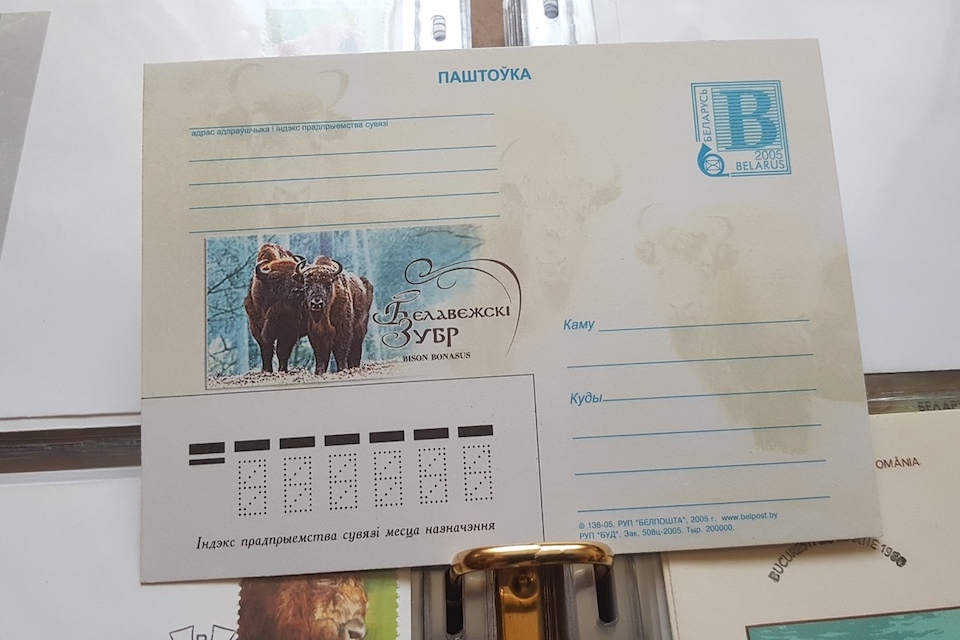 ПАШТОЎКА
адрас адпраўшчыка і індэкс прадпрыемства сувязі
БЕЛАРУСЬ
B
2005
BELARUS
Белавежскі
Зубр
BISON BONASUS
Каму
Куды
Індэкс прадпрыемства сувязі месца назначэння
© 136-05. РУП "БЕЛПОШТА", 2005 г. www.belpost.by
РУП "БУД". Зак. 508ц-2005. Тыр. 200000.